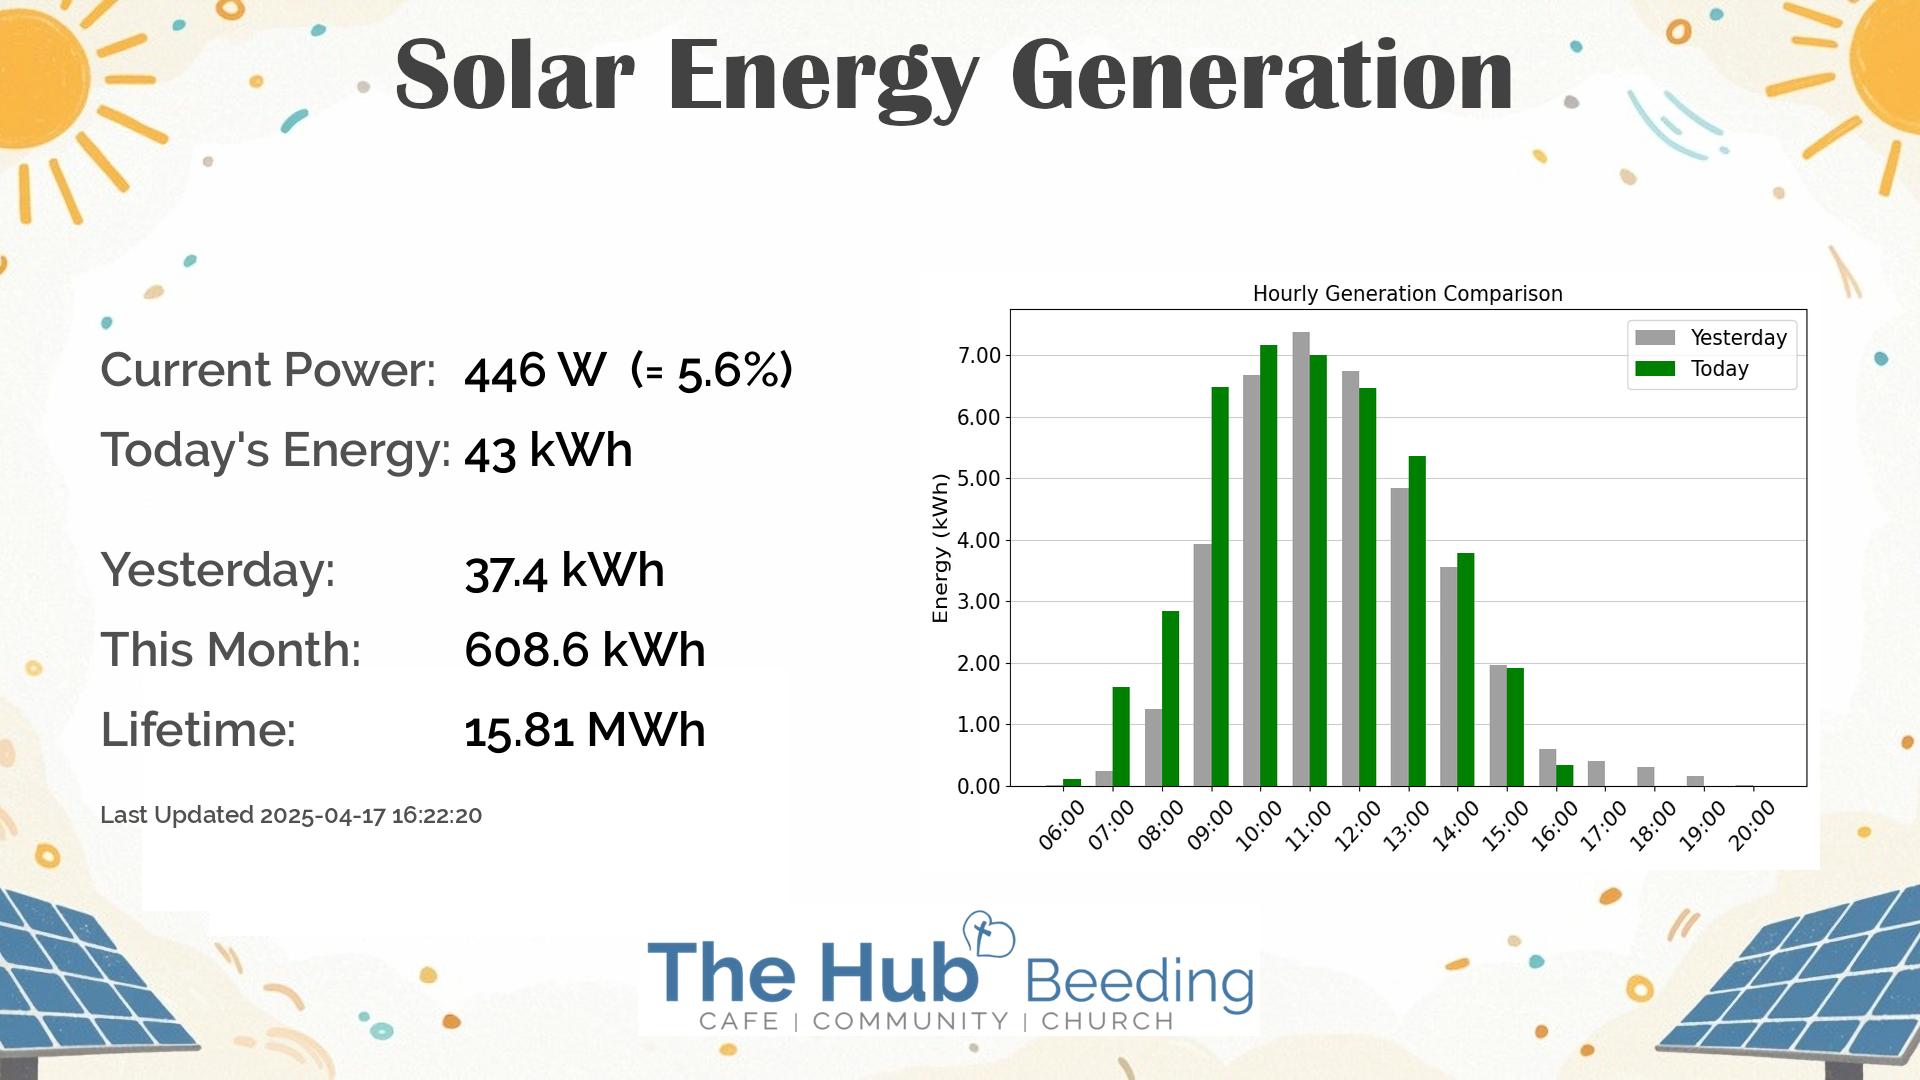 Solar Energy Generation
Current Power: 446 W (= 5.6%)
Today's Energy: 43 kWh
Yesterday: 37.4 kWh
This Month: 608.6 kWh
Lifetime: 15.81 MWh
Last Updated 2025-04-17 16:22:20
Hourly Generation Comparison
Yesterday
Today
Energy (kWh)
7.00
6.00
5.00
4.00
3.00
2.00
1.00
0.00
06:00 07:00 08:00 09:00 10:00 11:00 12:00 13:00 14:00 15:00 16:00 17:00 18:00 19:00 20:00
The Hub Beeding
CAFE | COMMUNITY | CHURCH